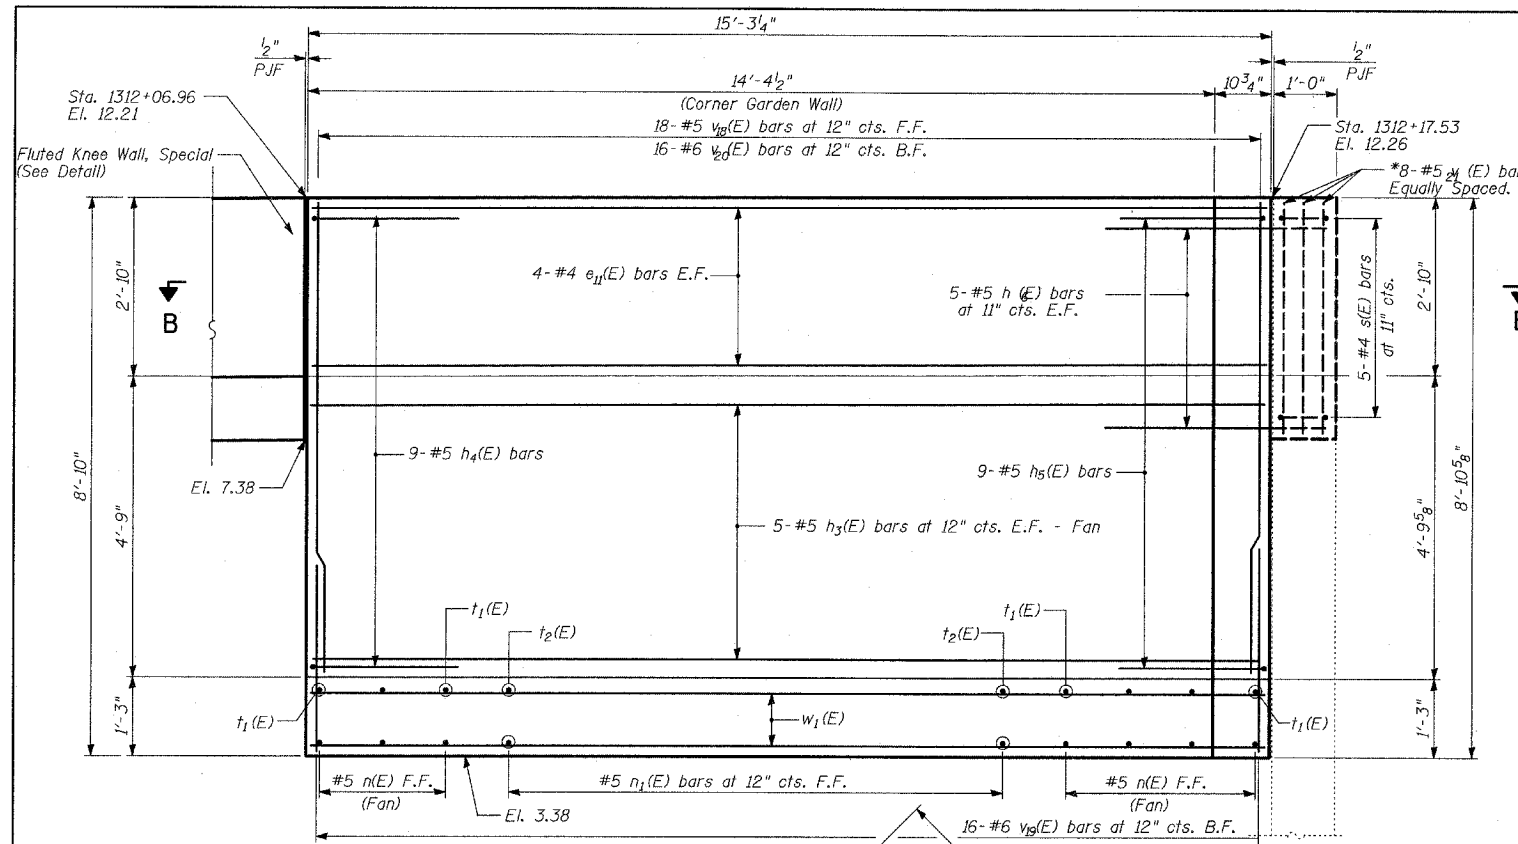 15'-3 1/4"
1/2"
PJF
1/2"
PJF
14'-4 1/2"
(Corner Garden Wall)
10 3/4"
1'-0"
Sta. 1312+06.96
El. 12.21
18-#5 v18(E) bars at 12" cts. F.F.
16-#6 v20(E) bars at 12" cts. B.F.
Sta. 1312+17.53
El. 12.26
Fluted Knee Wall, Special
(See Detail)
*8-#5 v21(E)
Equally Spaced.
2'-10"
B
4-#4 e11(E) bars E.F.
5-#5 h6(E) bars
at 11" cts. E.F.
5-#4 s(E) bars
at 11" cts.
2'-10"
8'-10"
4'-9"
El. 7.38
9-#5 h4(E) bars
9-#5 h5(E) bars
5-#5 h3(E) bars at 12" cts. E.F. - Fan
4'-9 5/8"
8'-10 5/8"
t1(E)
t2(E)
t1(E)
t2(E)
1'-3"
t1(E)
w1(E)
t1(E)
1'-3"
#5 n(E) F.F.
(Fan)
#5 n1(E) bars at 12" cts. F.F.
#5 n(E) F.F.
(Fan)
El. 3.38
16-#6 v19(E) bars at 12" cts. B.F.